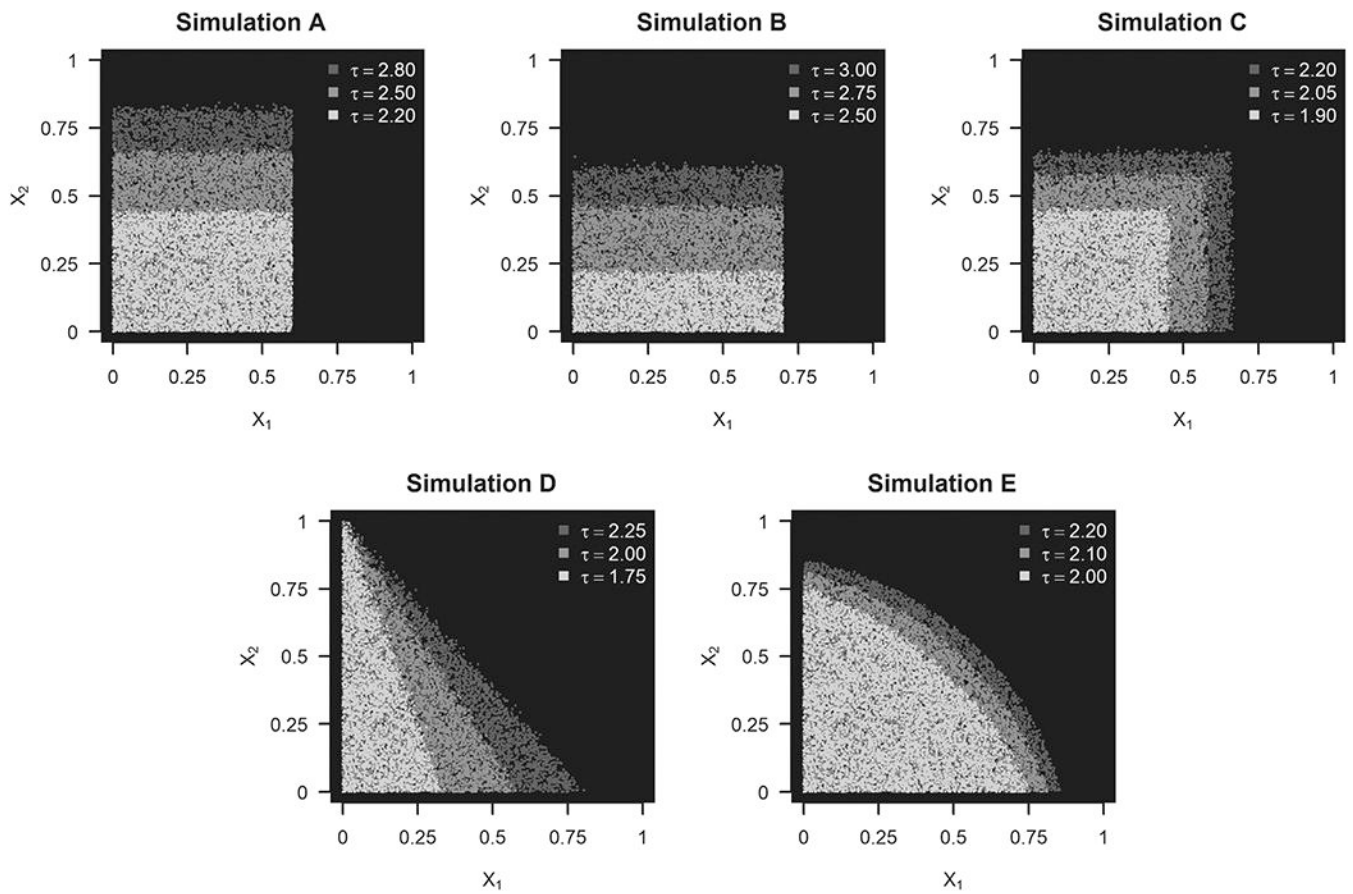 Simulation A
τ = 2.80
τ = 2.50
τ = 2.20
1
0.75
0.5
0.25
0
X2
0 0.25 0.5 0.75 1
X1
Simulation B
τ = 3.00
τ = 2.75
τ = 2.50
1
0.75
0.5
0.25
0
X2
0 0.25 0.5 0.75 1
X1
Simulation C
τ = 2.20
τ = 2.05
τ = 1.90
1
0.75
0.5
0.25
0
X2
0 0.25 0.5 0.75 1
X1
Simulation D
τ = 2.25
τ = 2.00
τ = 1.75
1
0.75
0.5
0.25
0
X2
0 0.25 0.5 0.75 1
X1
Simulation E
τ = 2.20
τ = 2.10
τ = 2.00
1
0.75
0.5
0.25
0
X2
0 0.25 0.5 0.75 1
X1